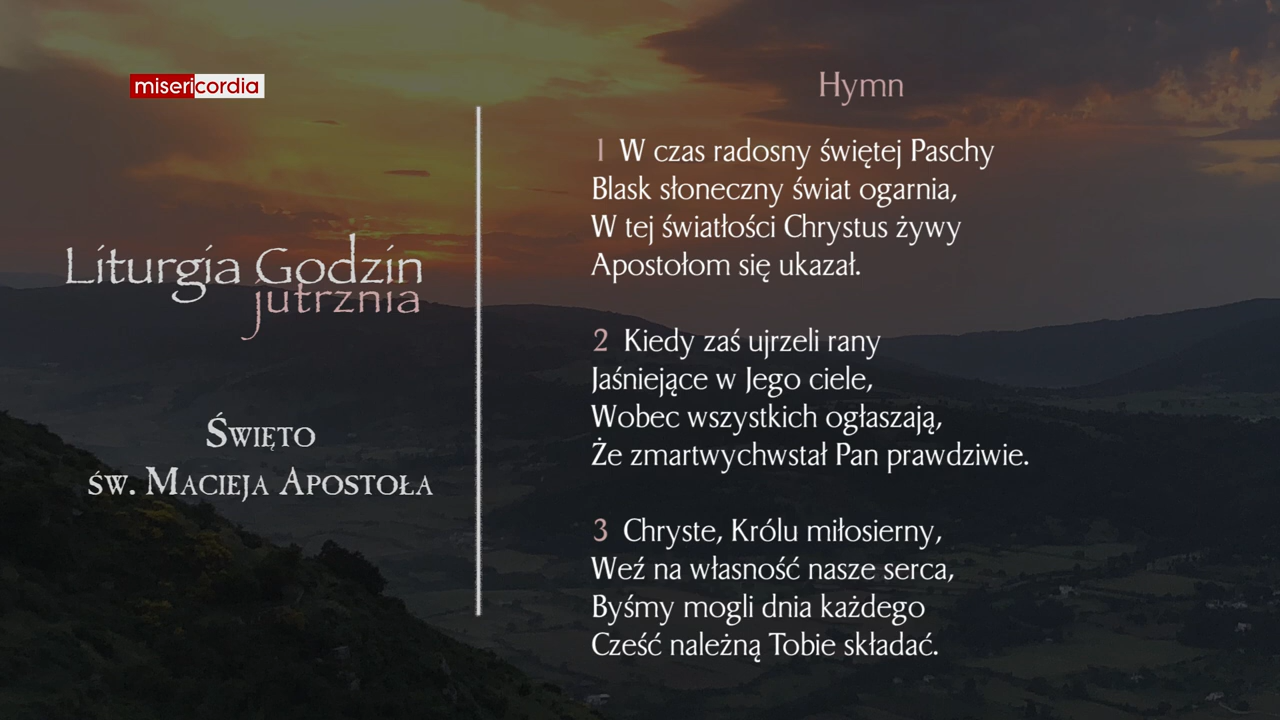 misericordia
Liturgia Godzin
jutrznia
Święto
św. Macieja Apostoła
Hymn
1 W czas radosny świętej Paschy
Blask słoneczny świat ogarnia,
W tej światłości Chrystus żywy
Apostołom się ukazał.
2 Kiedy zaś ujrzeli rany
Jaśniejące w Jego ciele,
Wobec wszystkich ogłaszają,
Że zmartwychwstał Pan prawdziwie.
3 Chryste, Królu miłosierny,
Weź na własność nasze serca,
Byśmy mogli dnia każdego
Cześć należną Tobie składać.